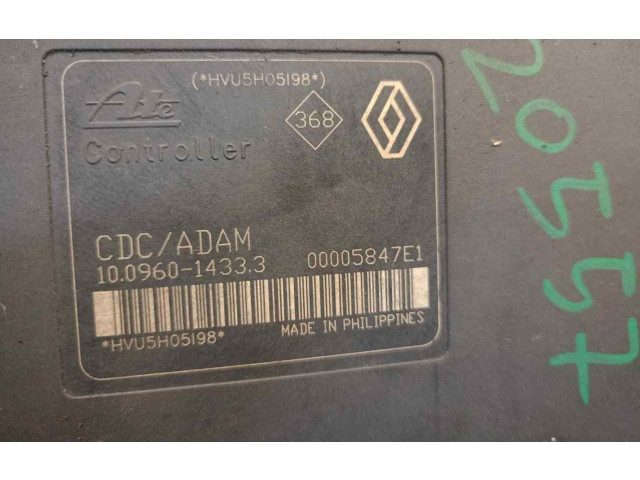 (*HVU5H05I98*)
Ate
368
Controller
CDC/ADAM
10.0960-1433.3 00005847E1
*HVU5H05I98*
MADE IN PHILIPPINES
20557